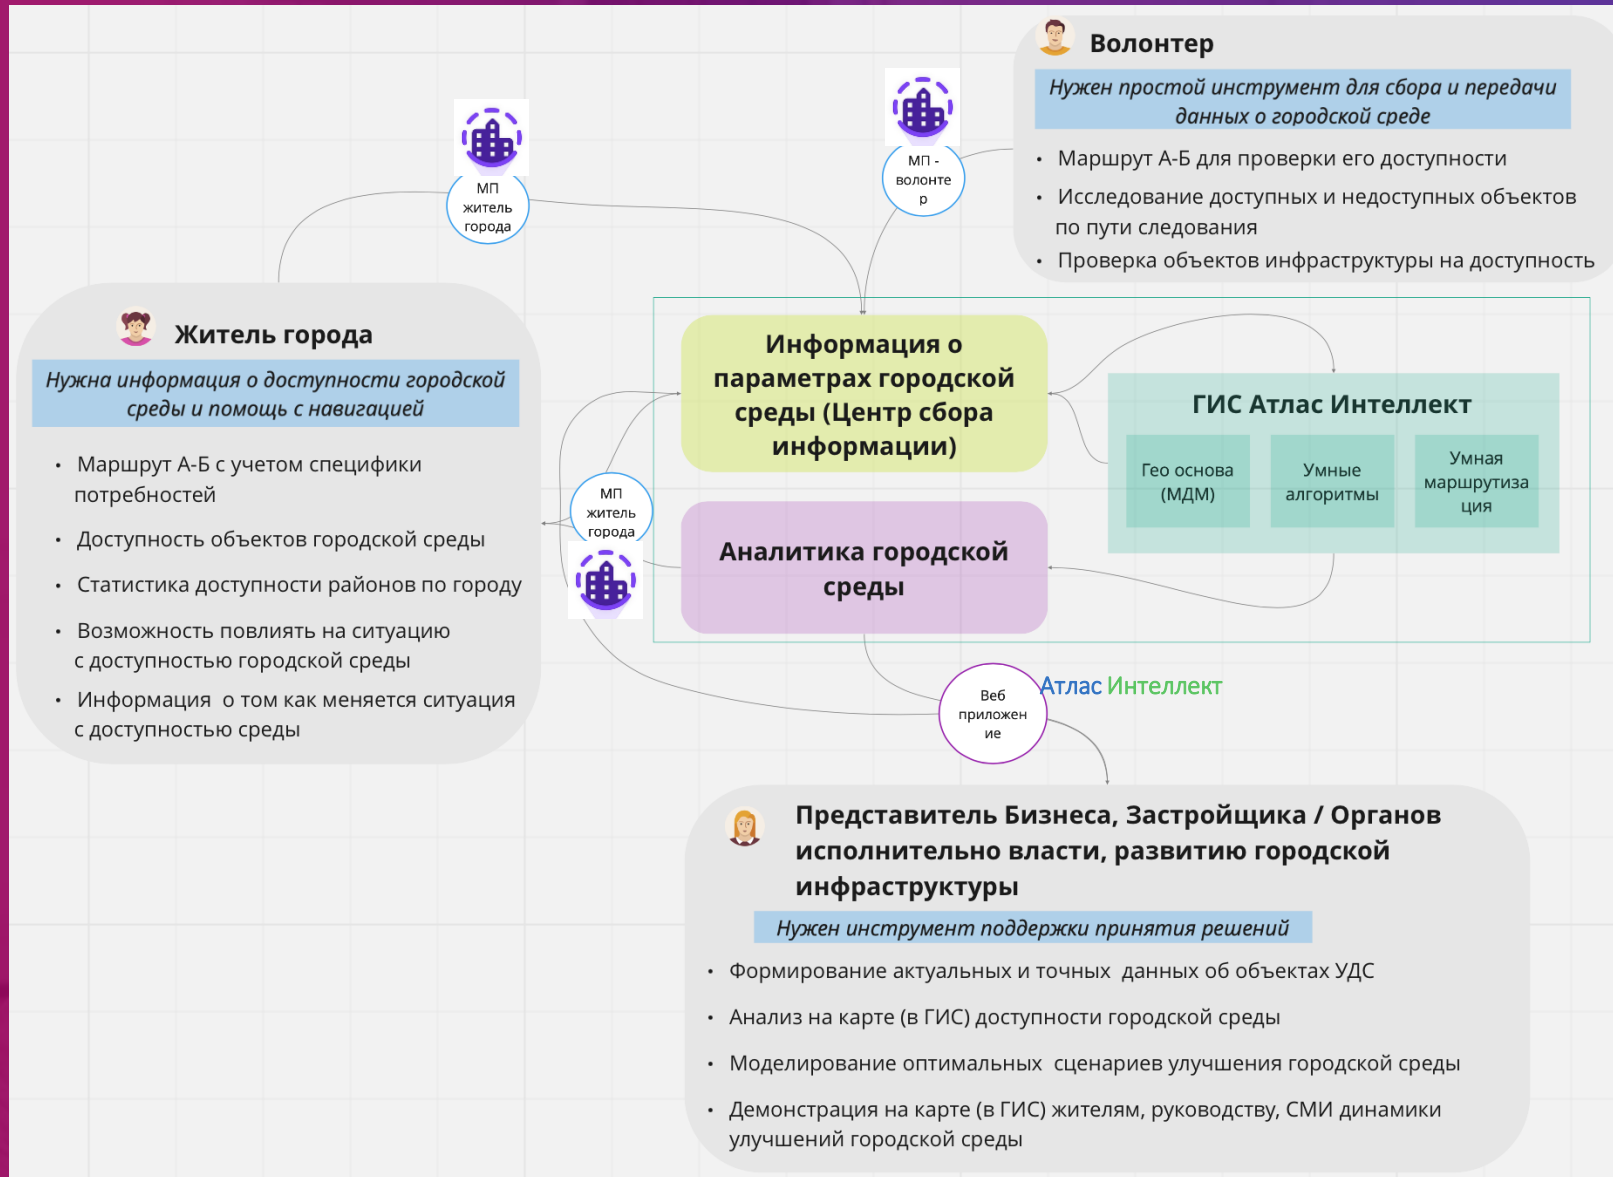 Волонтер
Нужен простой инструмент для сбора и передачи
данных о городской среде
• Маршрут А-Б для проверки его доступности
• Исследование доступных и недоступных объектов
по пути следования
• Проверка объектов инфраструктуры на доступность
МП -
волонте
р
МП
житель
города
Житель города
Нужна информация о доступности городской
среды и помощь с навигацией
• Маршрут А-Б с учетом специфики
потребностей
• Доступность объектов городской среды
• Статистика доступности районов по городу
• Возможность повлиять на ситуацию
с доступностью городской среды
• Информация о том как меняется ситуация
с доступностью среды
МП
житель
города
Информация о
параметрах городской
среды (Центр сбора
информации)
ГИС Атлас Интеллект
Гео основа
(МДМ)
Умные
алгоритмы
Умная
маршрутиза
ция
Аналитика городской
среды
Веб
приложен
ие
Атлас Интеллект
Представитель Бизнеса, Застройщика / Органов
исполнительно власти, развитию городской
инфраструктуры
Нужен инструмент поддержки принятия решений
• Формирование актуальных и точных данных об объектах УДС
• Анализ на карте (в ГИС) доступности городской среды
• Моделирование оптимальных сценариев улучшения городской среды
• Демонстрация на карте (в ГИС) жителям, руководству, СМИ динамики
улучшений городской среды